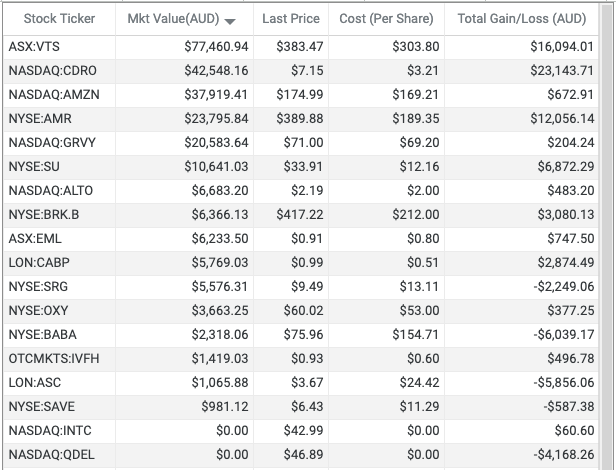 Stock Ticker Mkt Value(AUD) Last Price Cost (Per Share) Total Gain/Loss (AUD)
ASX:VTS $77,460.94 $383.47 $303.80 $16,094.01
NASDAQ:CDRO $42,548.16 $7.15 $3.21 $23,143.71
NASDAQ:AMZN $37,919.41 $174.99 $169.21 $672.91
NYSE:AMR $23,795.84 $389.88 $189.35 $12,056.14
NASDAQ:GRVY $20,583.64 $71.00 $69.20 $204.24
NYSE:SU $10,641.03 $33.91 $12.16 $6,872.29
NASDAQ:ALTO $6,683.20 $2.19 $2.00 $483.20
NYSE:BRK.B $6,366.13 $417.22 $212.00 $3,080.13
ASX:EML $6,233.50 $0.91 $0.80 $747.50
LON:CABP $5,769.03 $0.99 $0.51 $2,874.49
NYSE:SRG $5,576.31 $9.49 $13.11 -$2,249.06
NYSE:OXY $3,663.25 $60.02 $53.00 $377.25
NYSE:BABA $2,318.06 $75.96 $154.71 -$6,039.17
OTCMKTS:IVFH $1,419.03 $0.93 $0.60 $496.78
LON:ASC $1,065.88 $3.67 $24.42 -$5,856.06
NYSE:SAVE $981.12 $6.43 $11.29 -$587.38
NASDAQ:INTC $0.00 $42.99 $0.00 $60.60
NASDAQ:QDEL $0.00 $46.89 $0.00 -$4,168.26